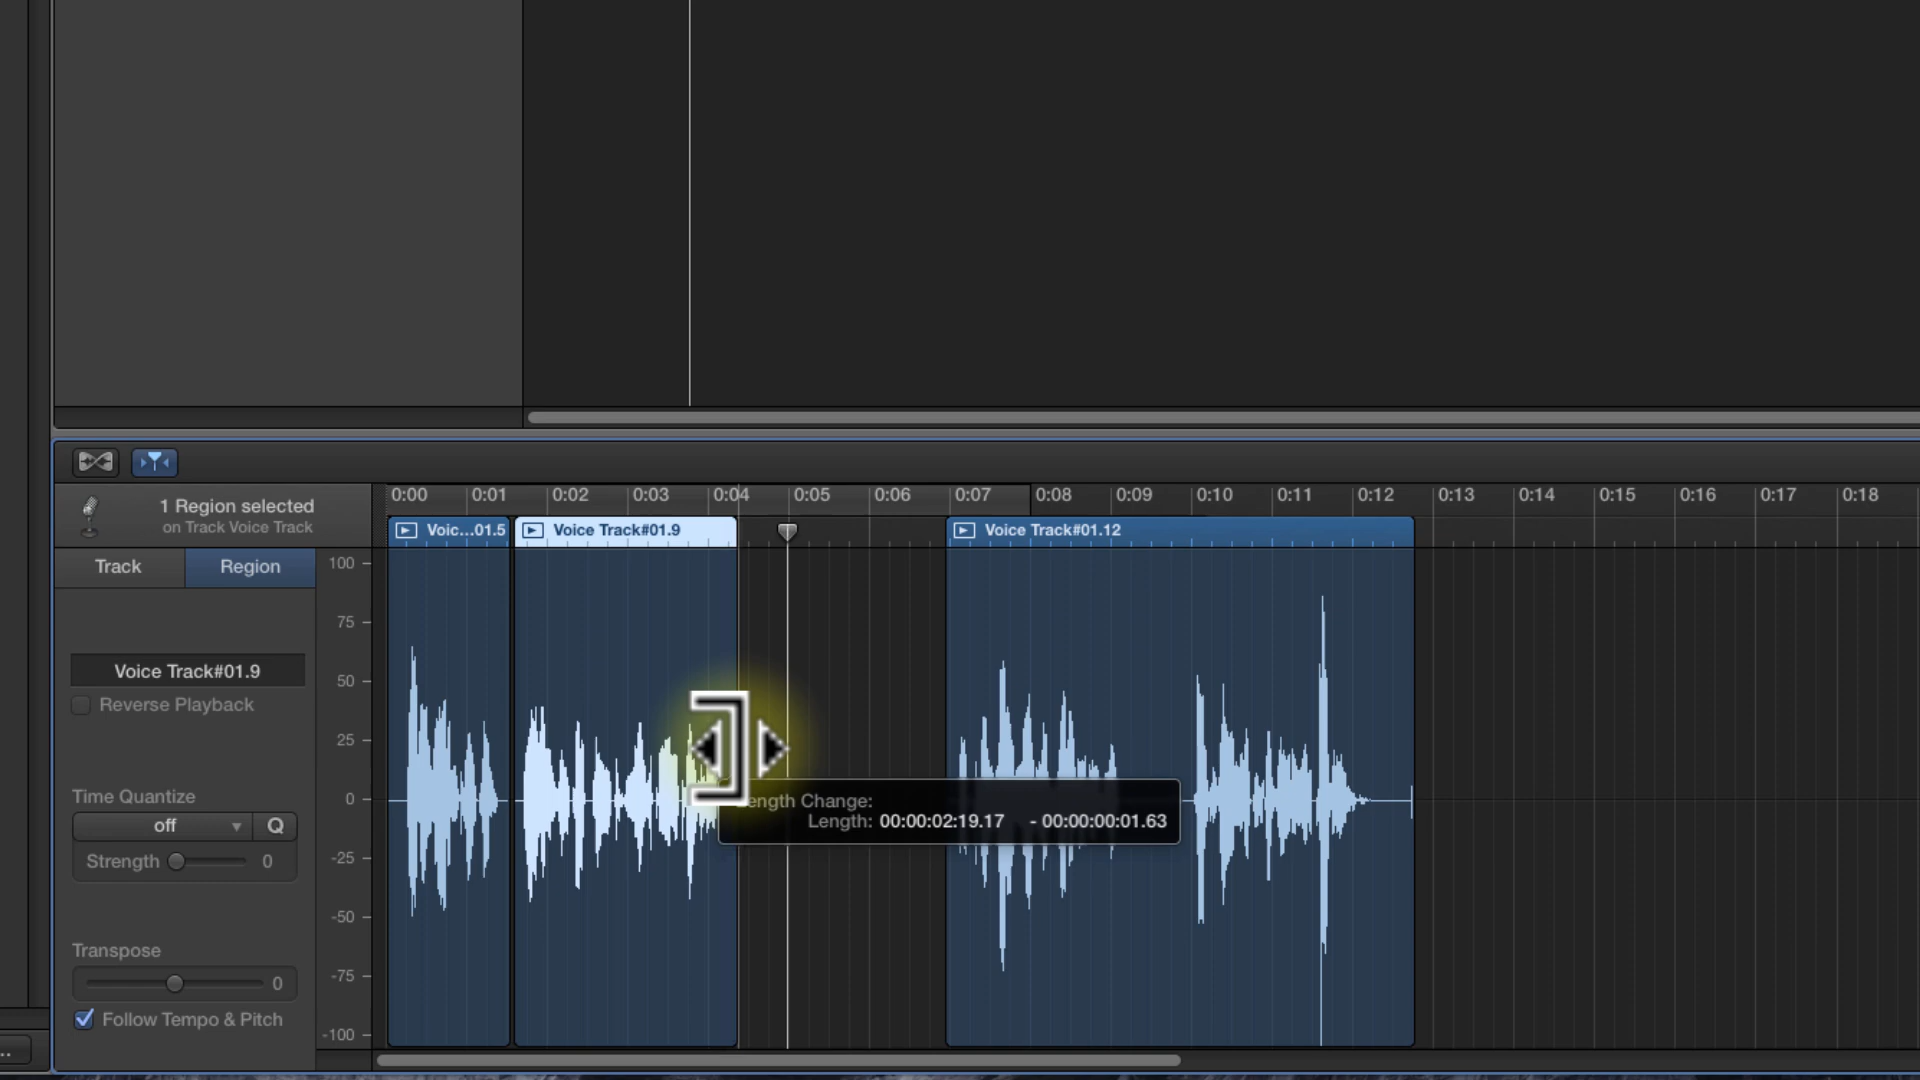 0:00 0:01 0:02 0:03 0:04 0:05 0:06 0:07 0:08 0:09 0:10 0:11 0:12 0:13 0:14 0:15 0:16 0:17 0:18
1 Region selected
on Track Voice Track
Voic...01.5
Voice Track#01.9
Voice Track#01.12
Track
Region
100
75
50
25
0
-25
-50
-75
-100
Voice Track#01.9
Reverse Playback
Time Quantize
off
Q
Strength 0
Transpose
0
Follow Tempo & Pitch
ength Change:
Length: 00:00:02:19.17 - 00:00:00:01.63
..